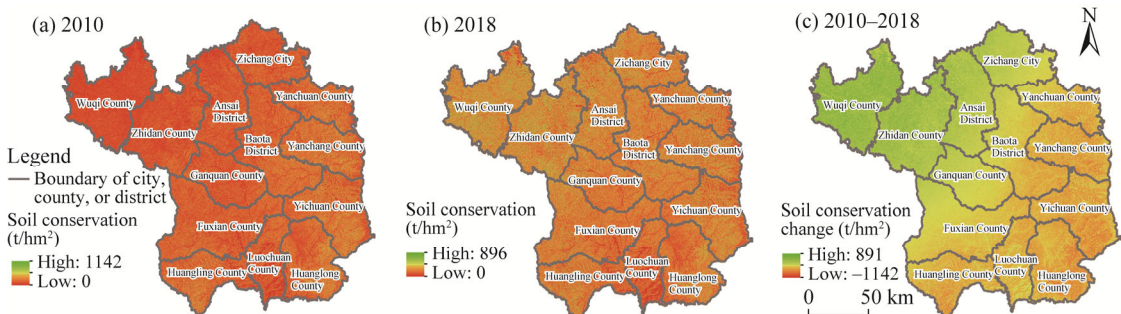 (a) 2010
Zichang City
Wuqi County
Ansai
District
Yanchuan County
Zhidan County
Baota
District
Yanchang County
Legend
Boundary of city,
county, or district
Ganquan County
Soil conservation
(t/hm²)
High: 1142
Low: 0
Yichuan County
Fuxian County
Huangling County
Luochuan
County
Huanglong
County
(b) 2018
Zichang City
Wuqi County
Ansai
District
Yanchuan County
Zhidan County
Baota
District
Yanchang County
Ganquan County
Yichuan County
Soil conservation
(t/hm²)
High: 896
Low: 0
Fuxian County
Huangling County
Luochuan
County
Huanglong
County
(c) 2010–2018
N
Zichang City
Wuqi County
Ansai
District
Yanchuan County
Zhidan County
Baota
District
Yanchang County
Ganquan County
Yichuan County
Soil conservation
change (t/hm²)
High: 891
Low: –1142
Fuxian County
Huangling County
Luochuan
County
Huanglong
County
0 50 km